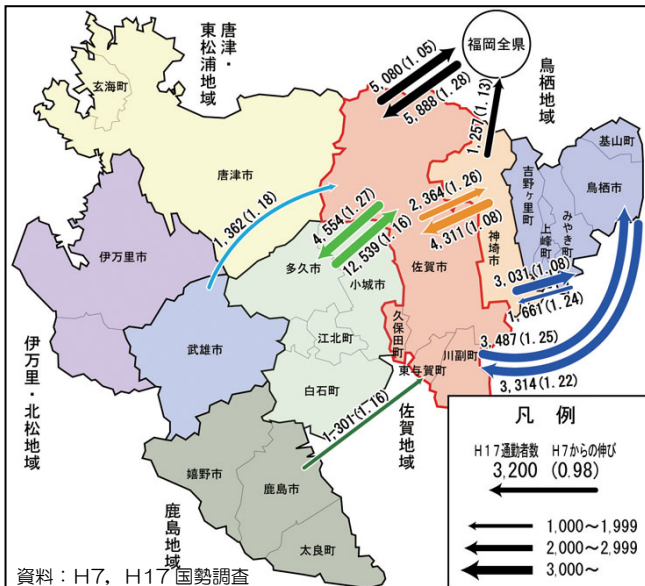 唐津・
東松浦地域
福岡全県
鳥栖地域
玄海町
5,080(1.05)
5,888(1.28)
1,257(1.13)
基山町
鳥栖市
吉野ヶ里町
上峰町
みやき町
唐津市
1,362(1.18)
4,554(1.27)
12,539(1.16)
2,364(1.26)
4,311(1.08)
神埼市
伊万里市
多久市
小城市
佐賀市
3,031(1.08)
1,661(1.24)
武雄市
江北町
久保田町
川副町
3,487(1.25)
3,314(1.22)
東与賀町
白石町
伊万里・北松地域
1,301(1.16)
佐賀地域
嬉野市
鹿島市
鹿島地域
太良町
凡 例
H17通勤者数 H7からの伸び
3,200 (0.98)
1,000～1,999
2,000～2,999
3,000～
資料：H7，H17国勢調査